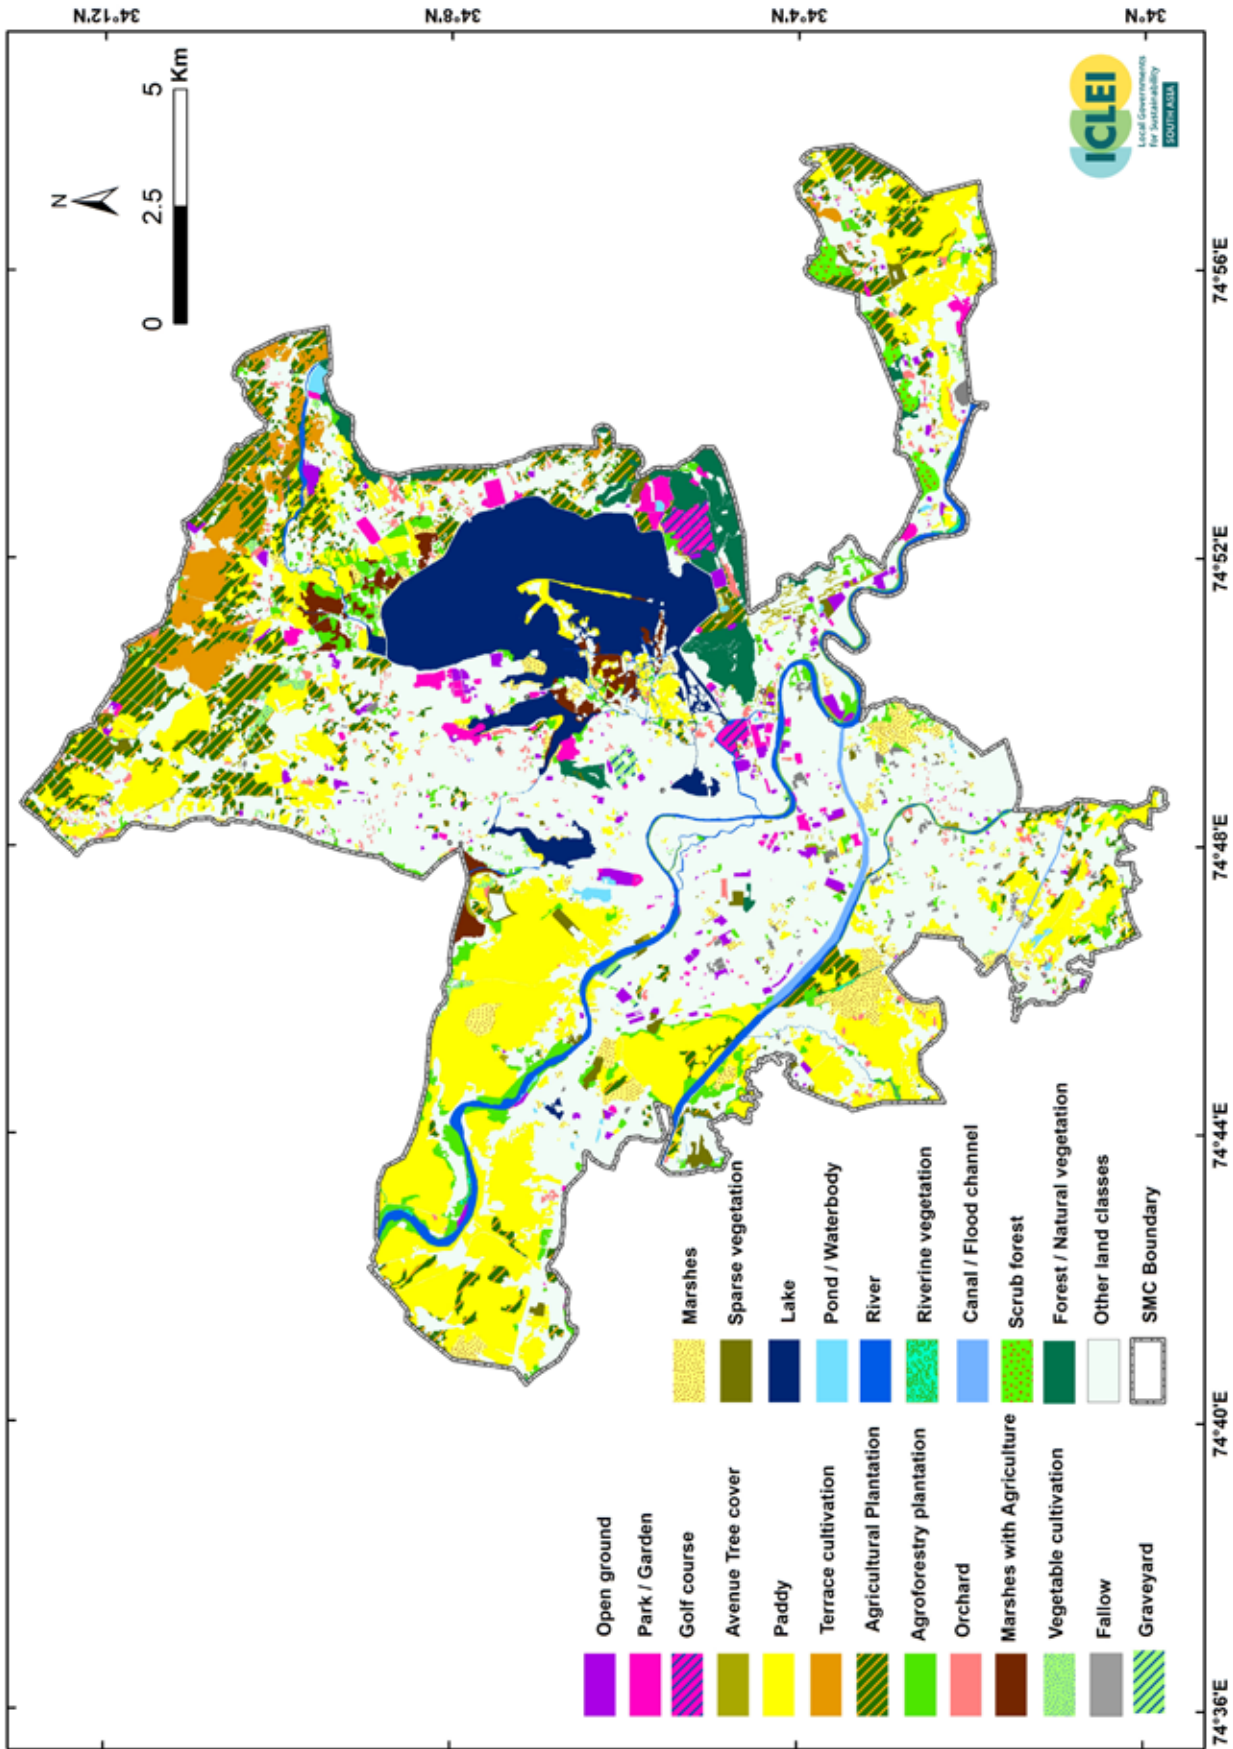 34°12'N
34°8'N
34°4'N
34°N
N
0 2.5 5
Km
ICLEI
Local Governments
for Sustainability
SOUTH ASIA
Open ground
Park / Garden
Golf course
Avenue Tree cover
Paddy
Terrace cultivation
Agricultural Plantation
Agroforestry plantation
Orchard
Marshes with Agriculture
Vegetable cultivation
Fallow
Graveyard
Marshes
Sparse vegetation
Lake
Pond / Waterbody
River
Riverine vegetation
Canal / Flood channel
Scrub forest
Forest / Natural vegetation
Other land classes
SMC Boundary
74°36'E
74°40'E
74°44'E
74°48'E
74°52'E
74°56'E